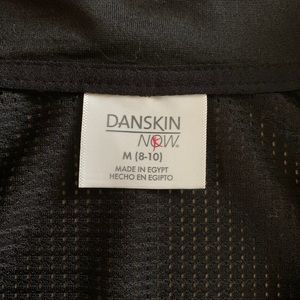 DANSKIN
NOW.
M (8-10)
MADE IN EGYPT
HECHO EN EGIPTO